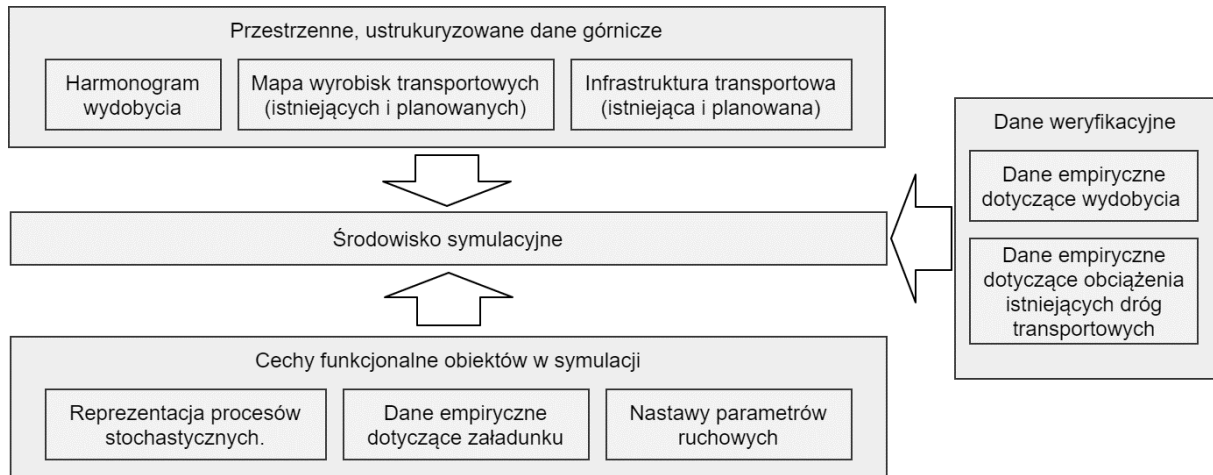 Przestrzenne, ustrukuryzowane dane górnicze
Harmonogram
wydobycia
Mapa wyrobisk transportowych
(istniejących i planowanych)
Infrastruktura transportowa
(istniejąca i planowana)
Dane weryfikacyjne
Dane empiryczne
dotyczące wydobycia
Dane empiryczne
dotyczące obciążenia
istniejących dróg
transportowych
Środowisko symulacyjne
Cechy funkcjonalne obiektów w symulacji
Reprezentacja procesów
stochastycznych.
Dane empiryczne
dotyczące załadunku
Nastawy parametrów
ruchowych